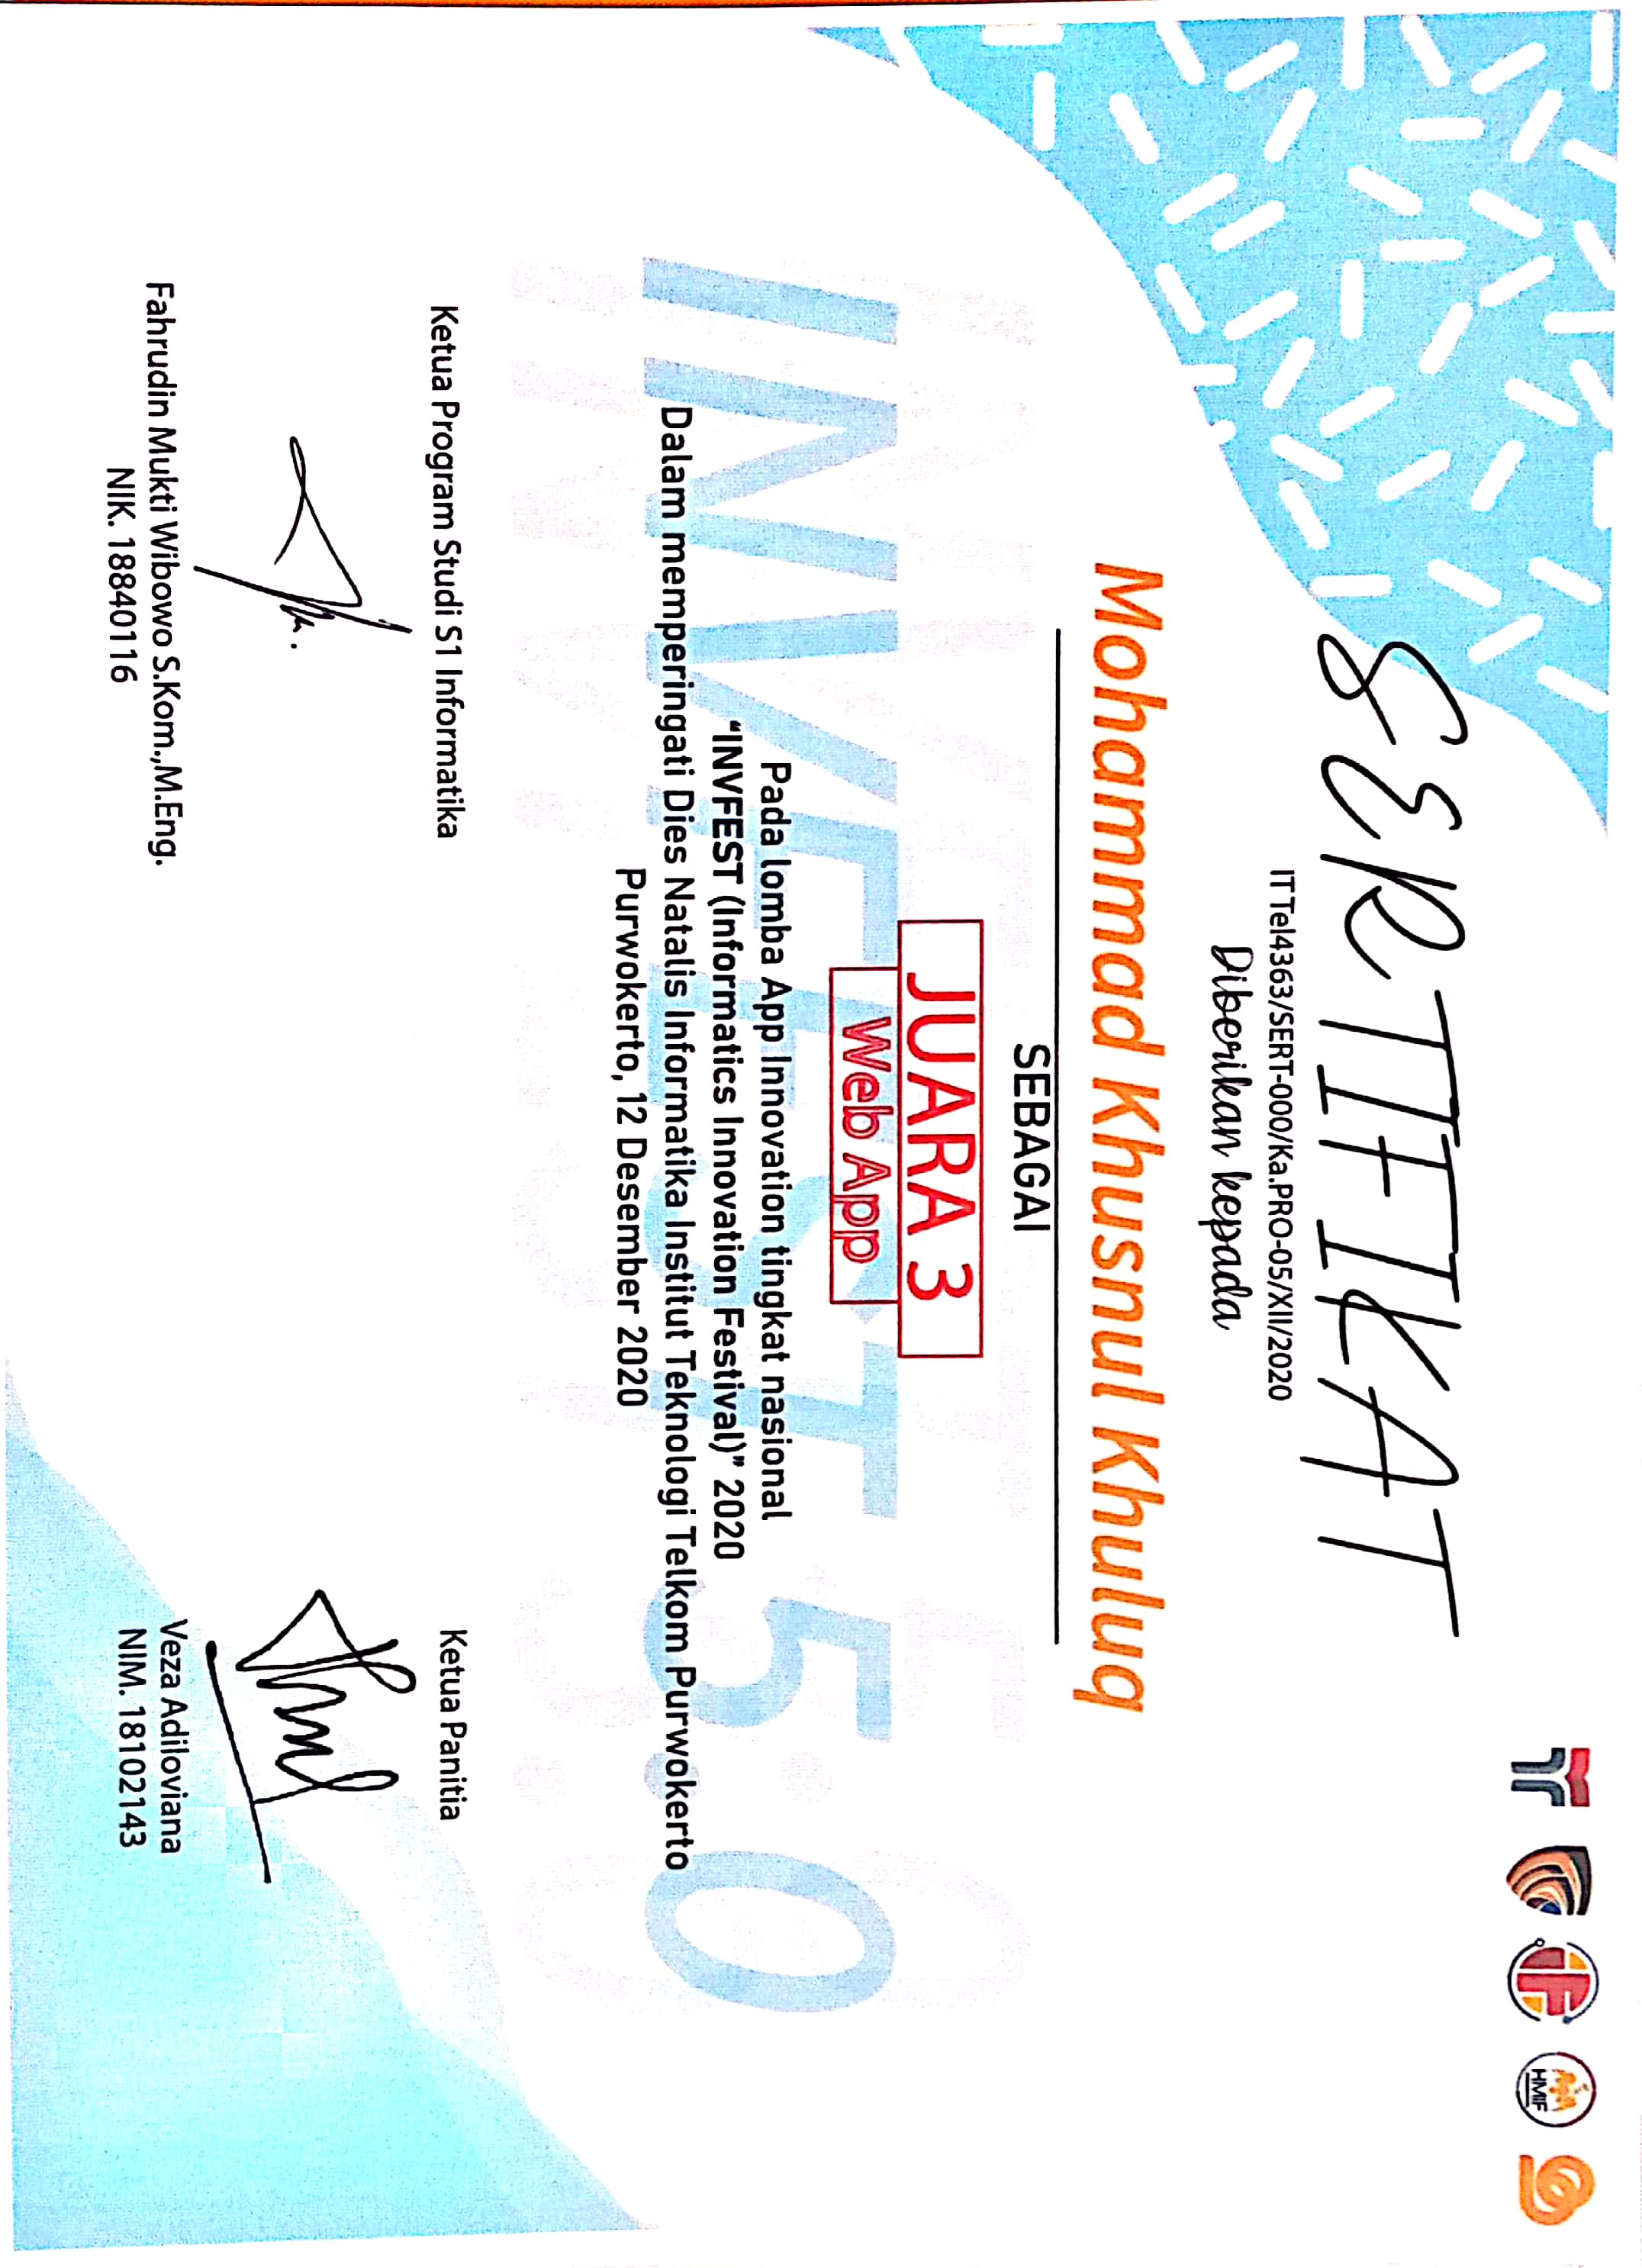 HMIF
SERTIFIKAT
IT Tel4363/SERT-000/Ka.PRO-05/XII/2020
Diberikan kepada
Mohammad Khusnul Khuluq
SEBAGAI
JUARA 3
Web App
INVFEST 5.0
Pada lomba App Innovation tingkat nasional
“INVFEST (Informatics Innovation Festival)” 2020
Dalam memperingati Dies Natalis Informatika Institut Teknologi Telkom Purwokerto
Purwokerto, 12 Desember 2020
Ketua Program Studi S1 Informatika
Ketua Panitia
Fahrudin Mukti Wibowo S.Kom.,M.Eng.
NIK. 18840116
Veza Adiloviana
NIM. 18102143